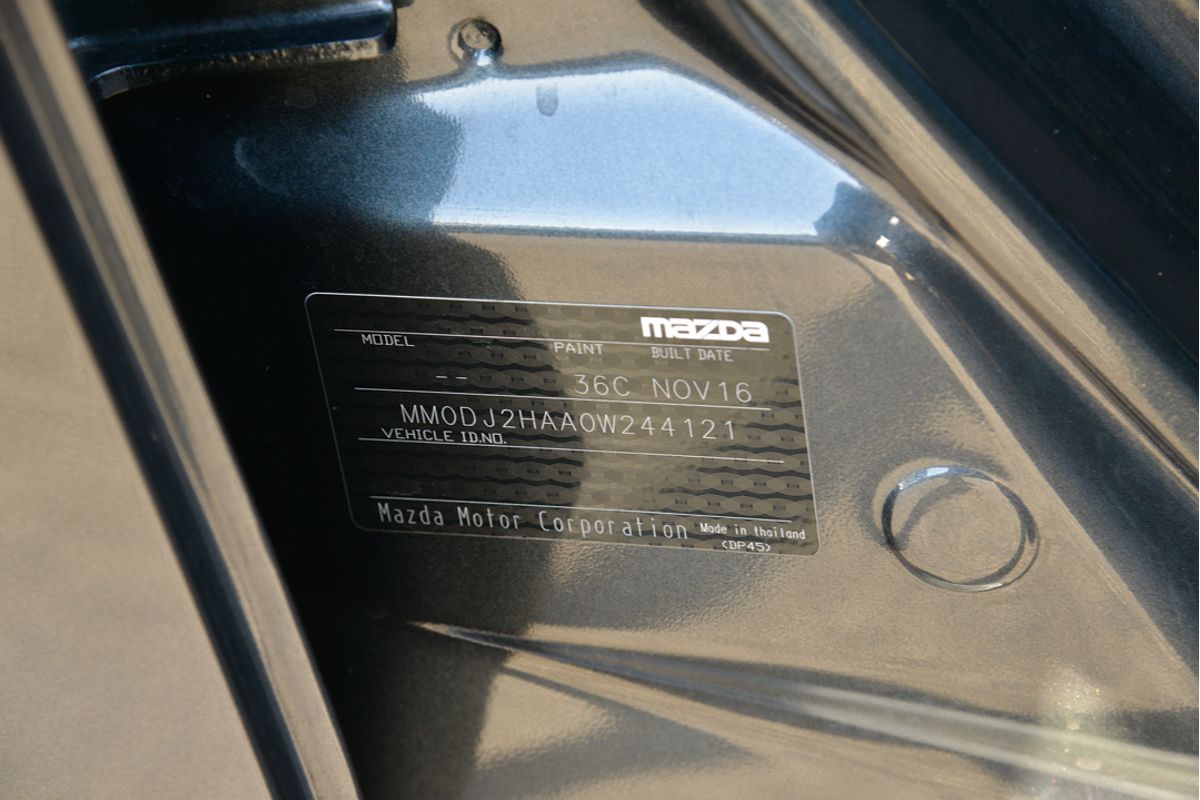 mazda
MODEL PAINT BUILT DATE
-- 36C NOV16
MM0DJ2HAA0W244121
VEHICLE ID.NO.
Mazda Motor Corporation Made in thailand
(DP45)